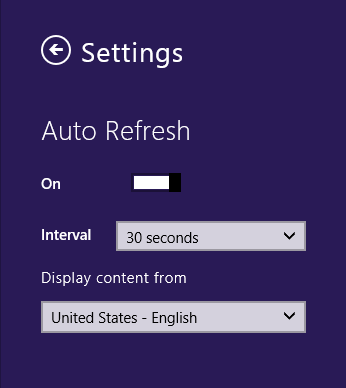 Settings
Auto Refresh
On
Interval
30 seconds
Display content from
United States - English